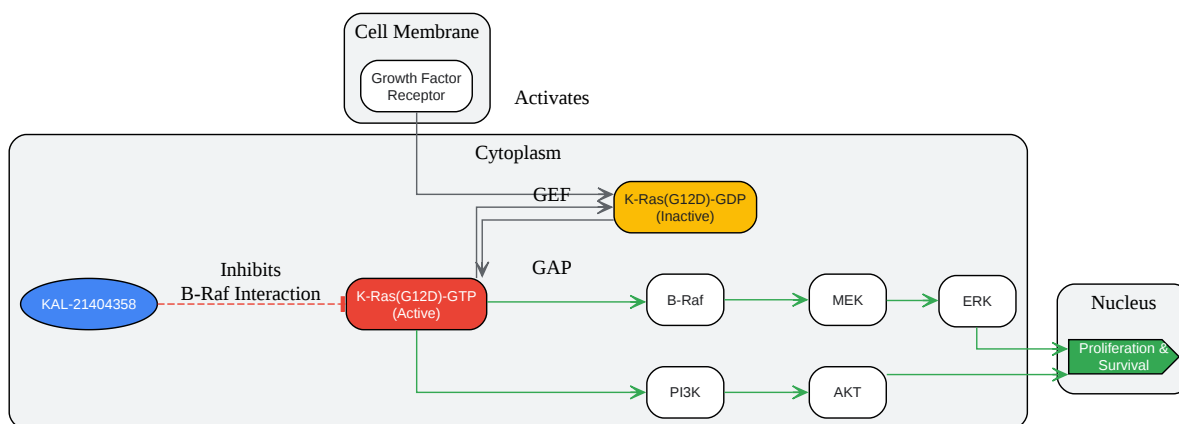 Cell Membrane
Growth Factor
Receptor
Activates
Cytoplasm
GEF
K-Ras(G12D)-GDP
(Inactive)
GAP
Inhibits
B-Raf Interaction
KAL-21404358
K-Ras(G12D)-GTP
(Active)
B-Raf
MEK
ERK
Nucleus
Proliferation &
Survival
PI3K
AKT